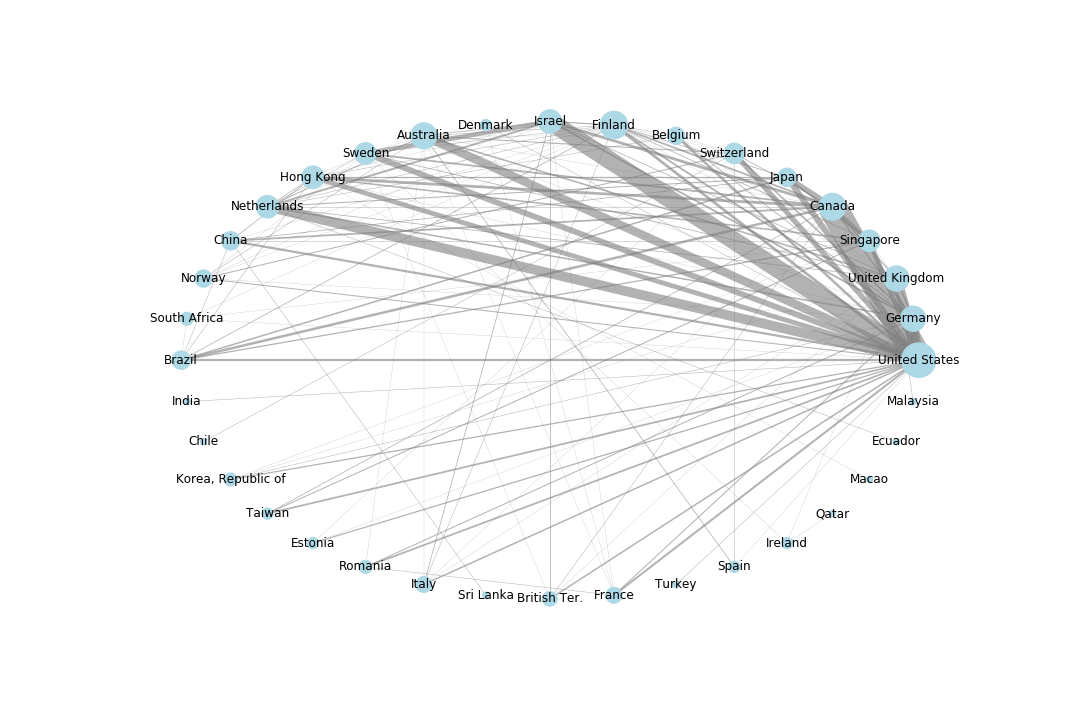 Israel
Finland
Denmark
Australia
Belgium
Sweden
Switzerland
Hong Kong
Japan
Netherlands
Canada
China
Singapore
Norway
United Kingdom
South Africa
Germany
Brazil
United States
India
Malaysia
Chile
Ecuador
Korea, Republic of
Macao
Taiwan
Qatar
Estonia
Ireland
Romania
Spain
Italy
Turkey
Sri Lanka
British Ter.
France